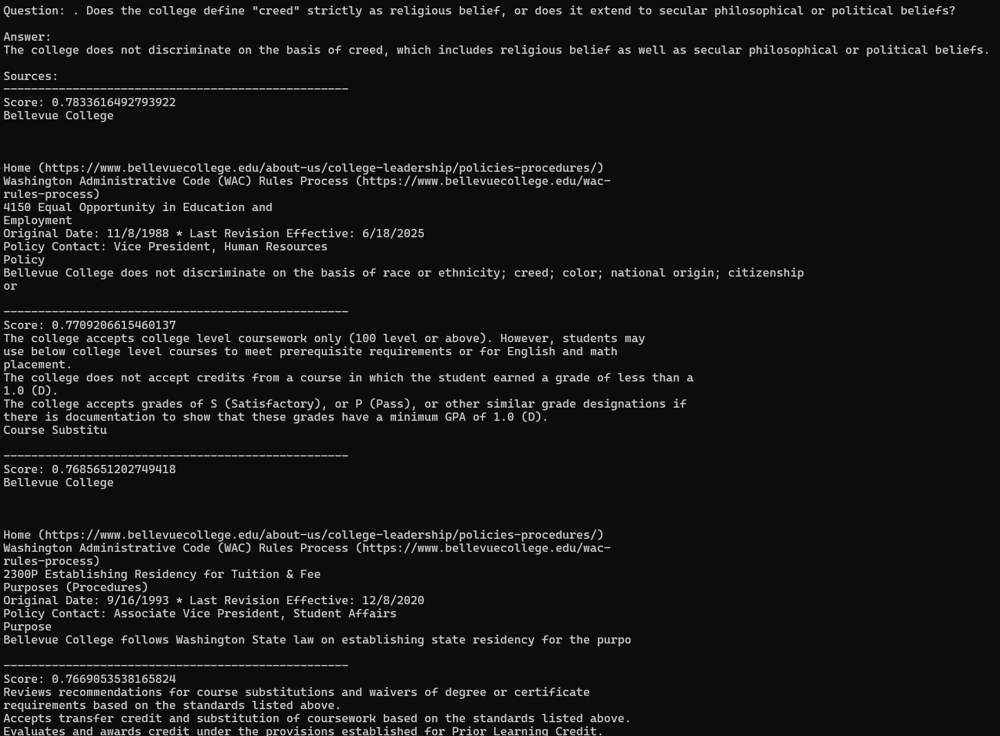 Question: . Does the college define "creed" strictly as religious belief, or does it extend to secular philosophical or political beliefs?
Answer:
The college does not discriminate on the basis of creed, which includes religious belief as well as secular philosophical or political beliefs.
Sources:
--------------------------------------------------
Score: 0.7833616492793922
Bellevue College
Home (https://www.bellevuecollege.edu/about-us/college-leadership/policies-procedures/)
Washington Administrative Code (WAC) Rules Process (https://www.bellevuecollege.edu/wac-
rules-process)
4150 Equal Opportunity in Education and
Employment
Original Date: 11/8/1988 * Last Revision Effective: 6/18/2025
Policy Contact: Vice President, Human Resources
Policy
Bellevue College does not discriminate on the basis of race or ethnicity; creed; color; national origin; citizenship
or
--------------------------------------------------
Score: 0.7709206615460137
The college accepts college level coursework only (100 level or above). However, students may
use below college level courses to meet prerequisite requirements or for English and math
placement.
The college does not accept credits from a course in which the student earned a grade of less than a
1.0 (D).
The college accepts grades of S (Satisfactory), or P (Pass), or other similar grade designations if
there is documentation to show that these grades have a minimum GPA of 1.0 (D).
Course Substitu
--------------------------------------------------
Score: 0.7685651202749418
Bellevue College
Home (https://www.bellevuecollege.edu/about-us/college-leadership/policies-procedures/)
Washington Administrative Code (WAC) Rules Process (https://www.bellevuecollege.edu/wac-
rules-process)
2300P Establishing Residency for Tuition & Fee
Purposes (Procedures)
Original Date: 9/16/1993 * Last Revision Effective: 12/8/2020
Policy Contact: Associate Vice President, Student Affairs
Purpose
Bellevue College follows Washington State law on establishing state residency for the purpo
--------------------------------------------------
Score: 0.7669053538165824
Reviews recommendations for course substitutions and waivers of degree or certificate
requirements based on the standards listed above.
Accepts transfer credit and substitution of coursework based on the standards listed above.
Evaluates and awards credit under the provisions established for Prior Learning Credit.